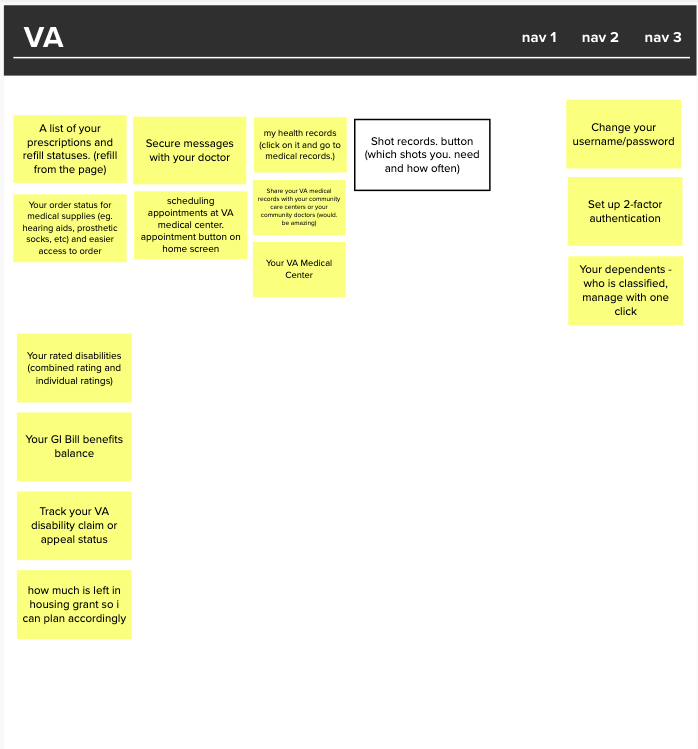 VA
nav 1
nav 2
nav 3
A list of your
prescriptions and
refill statuses. (refill
from the page)
Secure messages
with your doctor
my health records
(click on it and go to
medical records.)
Shot records. button
(which shots you. need
and how often)
Change your
username/password
Your order status for
medical supplies (eg.
hearing aids, prosthetic
socks, etc) and easier
access to order
scheduling
appointments at VA
medical center.
appointment button on
home screen
Share your VA medical
records with your community
care centers or your
community doctors (would.
be amazing)
Set up 2-factor
authentication
Your VA Medical
Center
Your dependents -
who is classified,
manage with one
click
Your rated disabilities
(combined rating and
individual ratings)
Your GI Bill benefits
balance
Track your VA
disability claim or
appeal status
how much is left in
housing grant so i
can plan accordingly